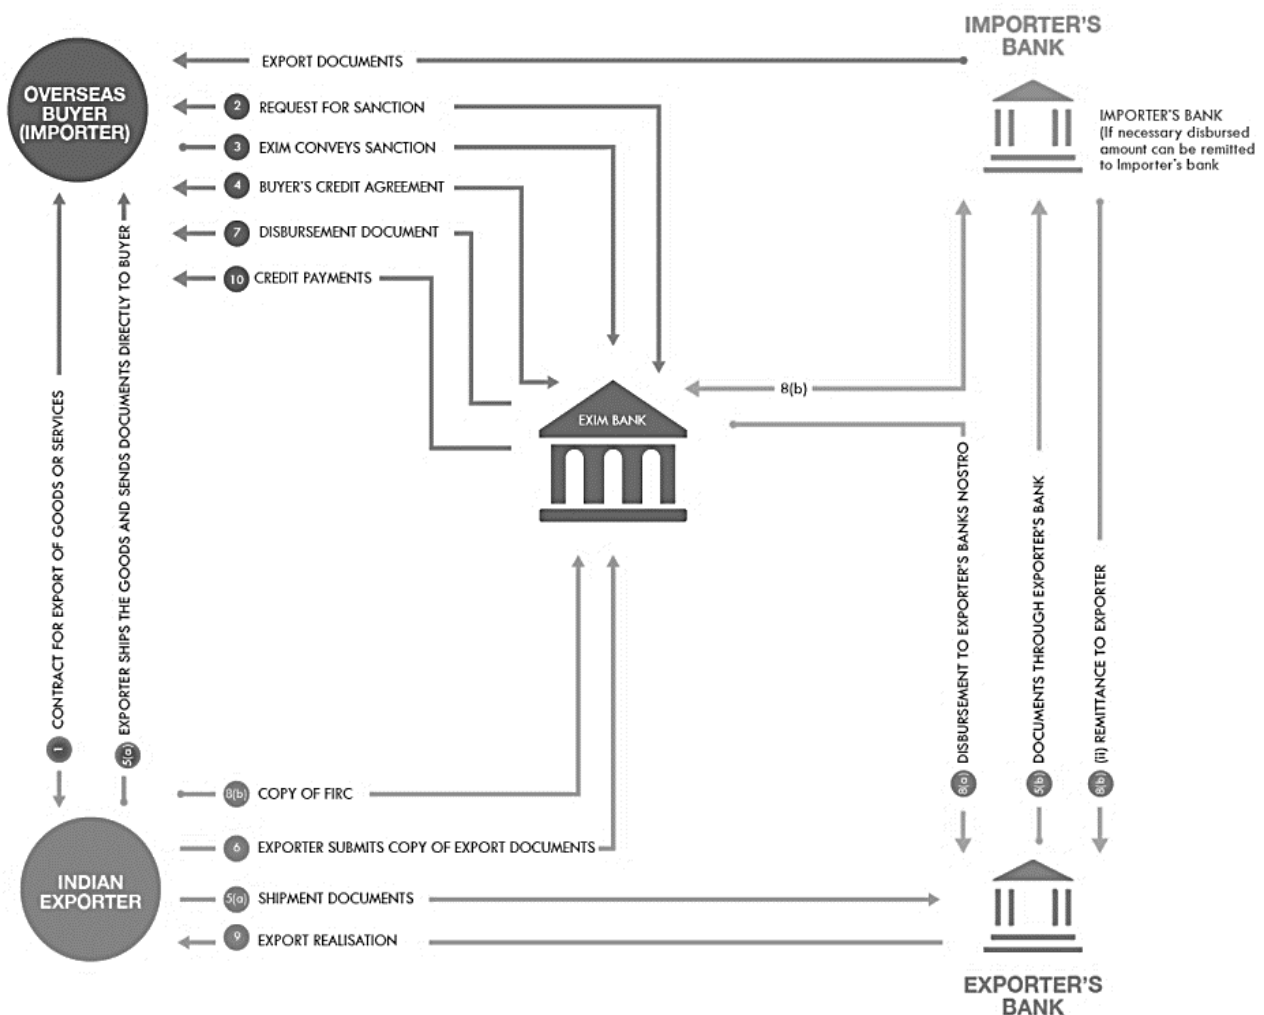 IMPORTER'S
BANK
EXPORT DOCUMENTS
OVERSEAS
BUYER
(IMPORTER)
2 REQUEST FOR SANCTION
3 EXIM CONVEYS SANCTION
4 BUYER'S CREDIT AGREEMENT
7 DISBURSEMENT DOCUMENT
10 CREDIT PAYMENTS
IMPORTER'S BANK
(If necessary disbursed
amount can be remitted
to Importer's bank
8(b)
EXIM BANK
1 CONTRACT FOR EXPORT OF GOODS OR SERVICES
5(a) EXPORTER SHIPS THE GOODS AND SENDS DOCUMENTS DIRECTLY TO BUYER
8(a) DISBURSEMENT TO EXPORTER'S BANKS NOSTRO
5(b) DOCUMENTS THROUGH EXPORTER'S BANK
8(b) (ii) REMITTANCE TO EXPORTER
8(b) COPY OF FIRC
6 EXPORTER SUBMITS COPY OF EXPORT DOCUMENTS
5(a) SHIPMENT DOCUMENTS
9 EXPORT REALISATION
INDIAN
EXPORTER
EXPORTER'S
BANK